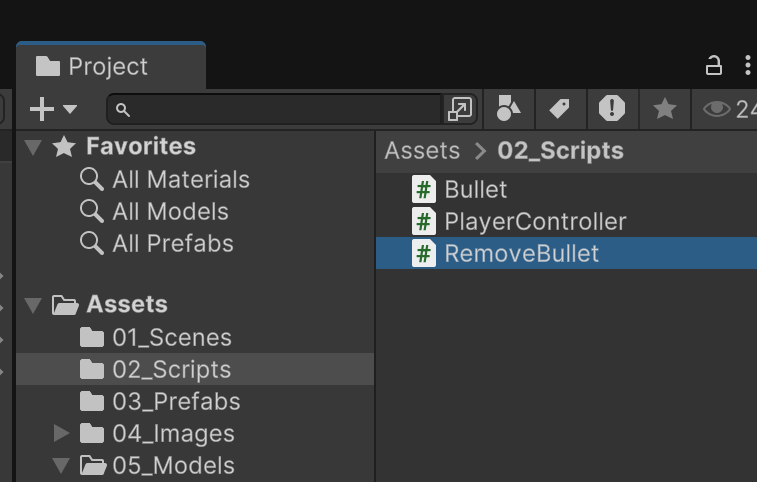 Project
24
Favorites
All Materials
All Models
All Prefabs
Assets
01_Scenes
02_Scripts
03_Prefabs
04_Images
05_Models
Assets > 02_Scripts
# Bullet
# PlayerController
# RemoveBullet